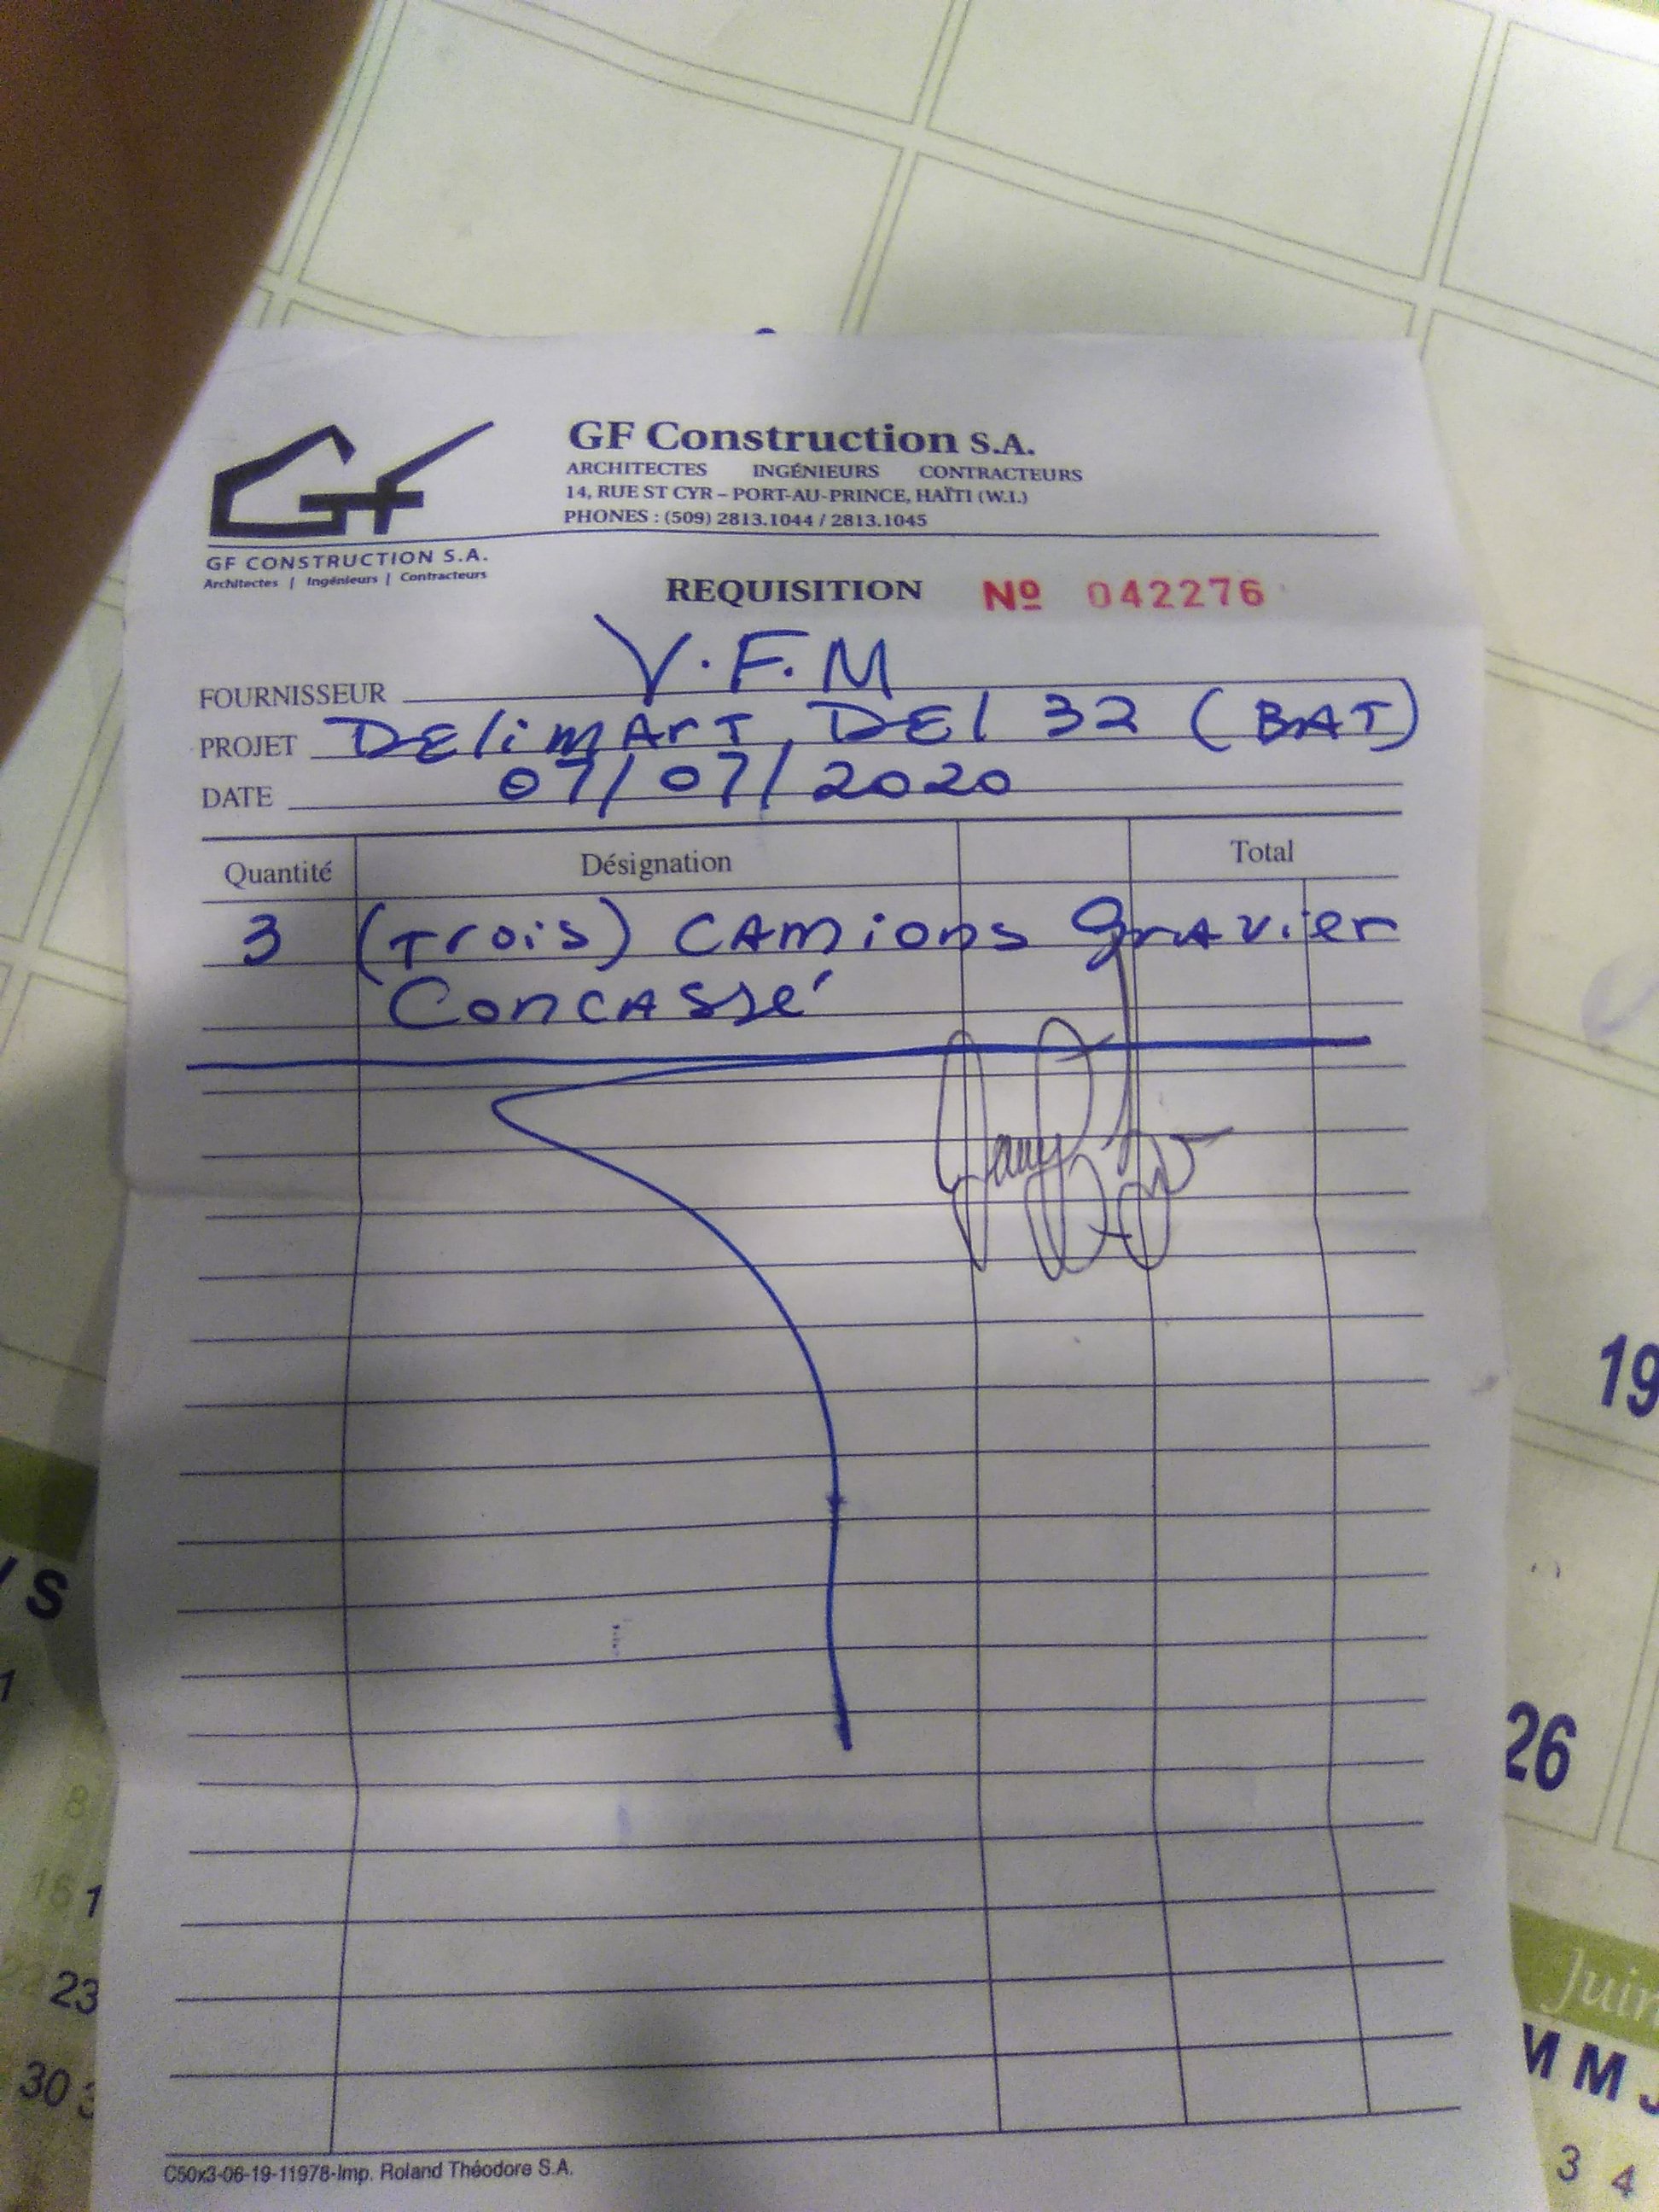 GF Construction S.A.
ARCHITECTES INGÉNIEURS CONTRACTEURS
14, RUE ST CYR – PORT-AU-PRINCE, HAÏTI (W.I.)
PHONES : (509) 2813.1044 / 2813.1045
GF
GF CONSTRUCTION S.A.
Architectes | Ingénieurs | Contracteurs
REQUISITION Nº 042276
FOURNISSEUR V.F.M
PROJET DElimArT, DEl 32 (BAT)
DATE 07/07/2020
Quantité Désignation Total
3 (Trois) CAmions GrAvier
ConCASSé
19
S
26
1
8
16 1
23
30
Juin
M M J
3 4
C50x3-06-19-11978-Imp. Roland Théodore S.A.